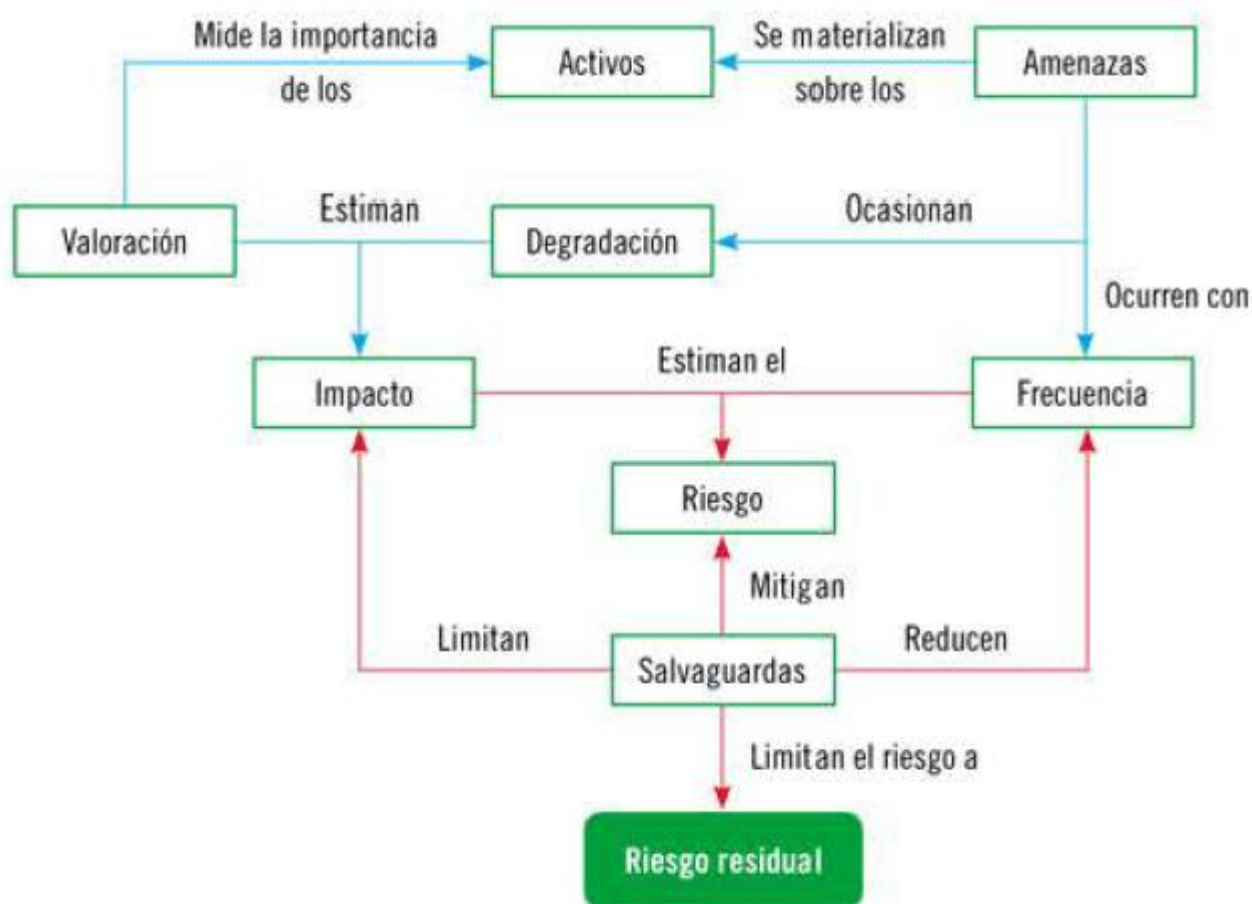 Mide la importancia
de los
Activos
Se materializan
sobre los
Amenazas
Valoración
Estiman
Degradación
Ocasionan
Ocurren con
Impacto
Estiman el
Frecuencia
Riesgo
Mitigan
Limitan
Salvaguardas
Reducen
Limitan el riesgo a
Riesgo residual